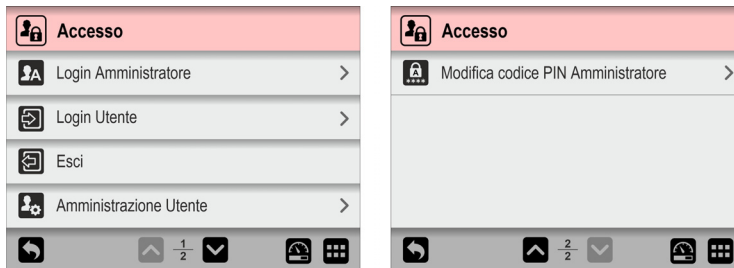 Accesso
Login Amministratore
Login Utente
Esci
Amministrazione Utente
1
2
Accesso
Modifica codice PIN Amministratore
2
2